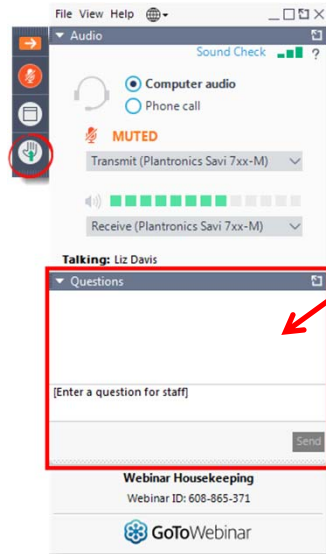 File View Help
Audio
Sound Check ?
Computer audio
Phone call
MUTED
Transmit (Plantronics Savi 7xx-M)
Receive (Plantronics Savi 7xx-M)
Talking: Liz Davis
Questions
[Enter a question for staff]
Send
Webinar Housekeeping
Webinar ID: 608-865-371
GoToWebinar